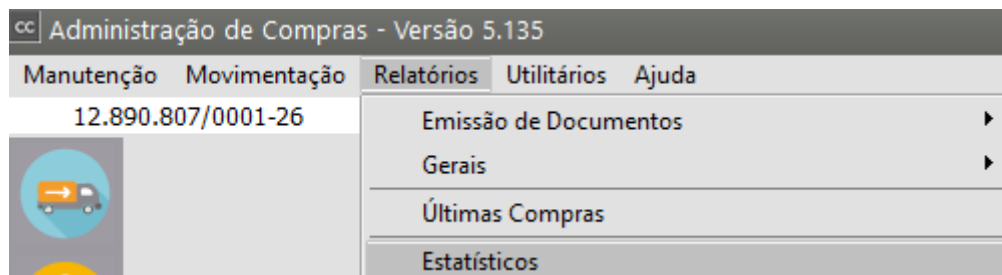 cc Administração de Compras - Versão 5.135
Manutenção Movimentação Relatórios Utilitários Ajuda
12.890.807/0001-26
Emissão de Documentos
Gerais
Últimas Compras
Estatísticos